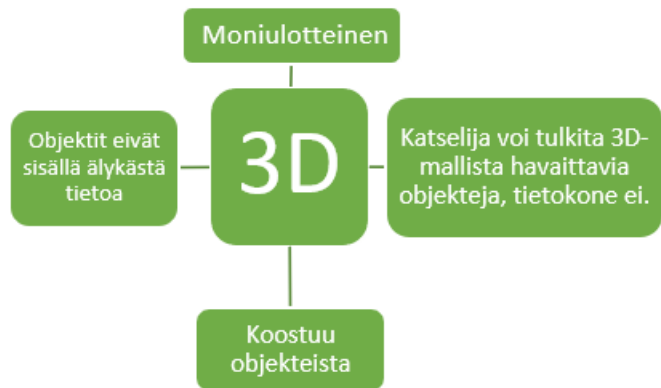 Moniulotteinen
Objektit eivät
sisällä älykästä
tietoa
3D
Katselija voi tulkita 3D-
mallista havaittavia
objekteja, tietokone ei.
Koostuu
objekteista